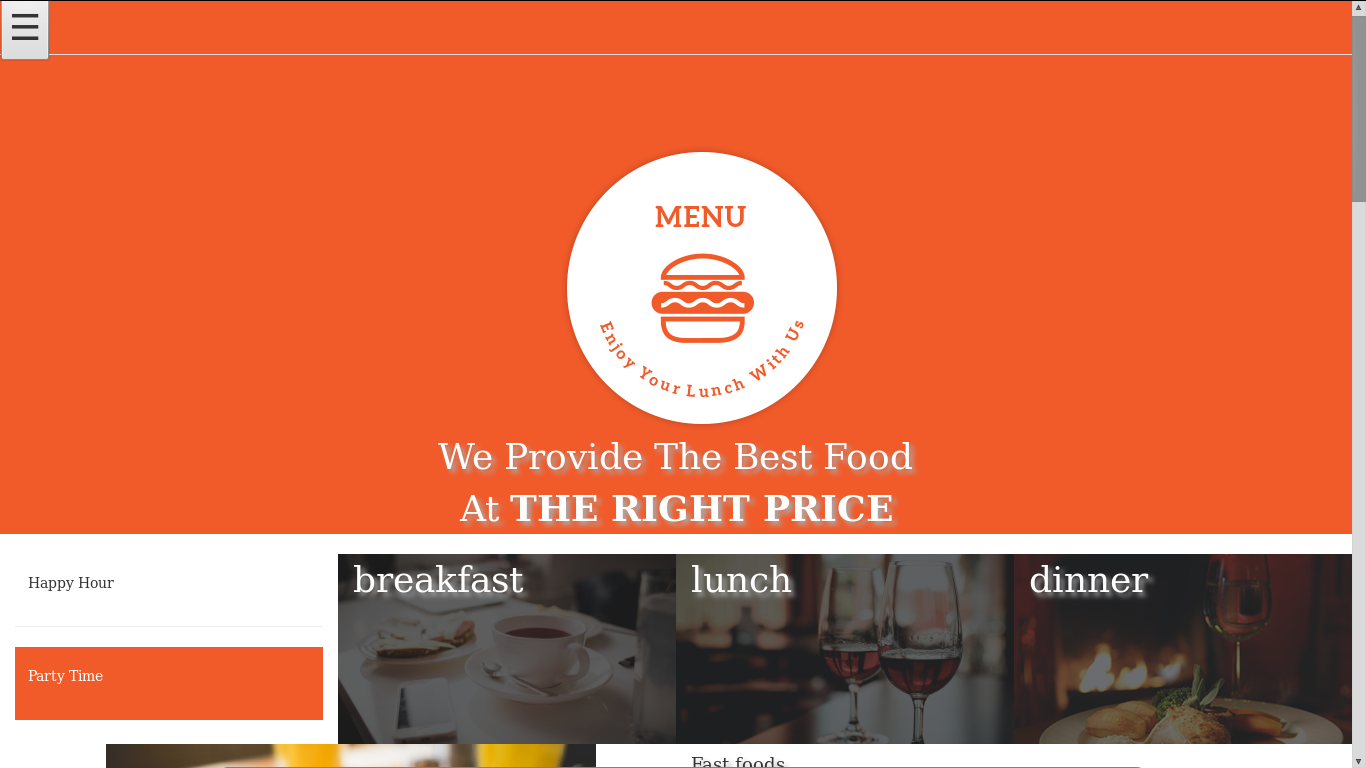 ☰
MENU
Enjoy Your Lunch With Us
We Provide The Best Food
At THE RIGHT PRICE
Happy Hour
Party Time
breakfast
lunch
dinner
Fast foods